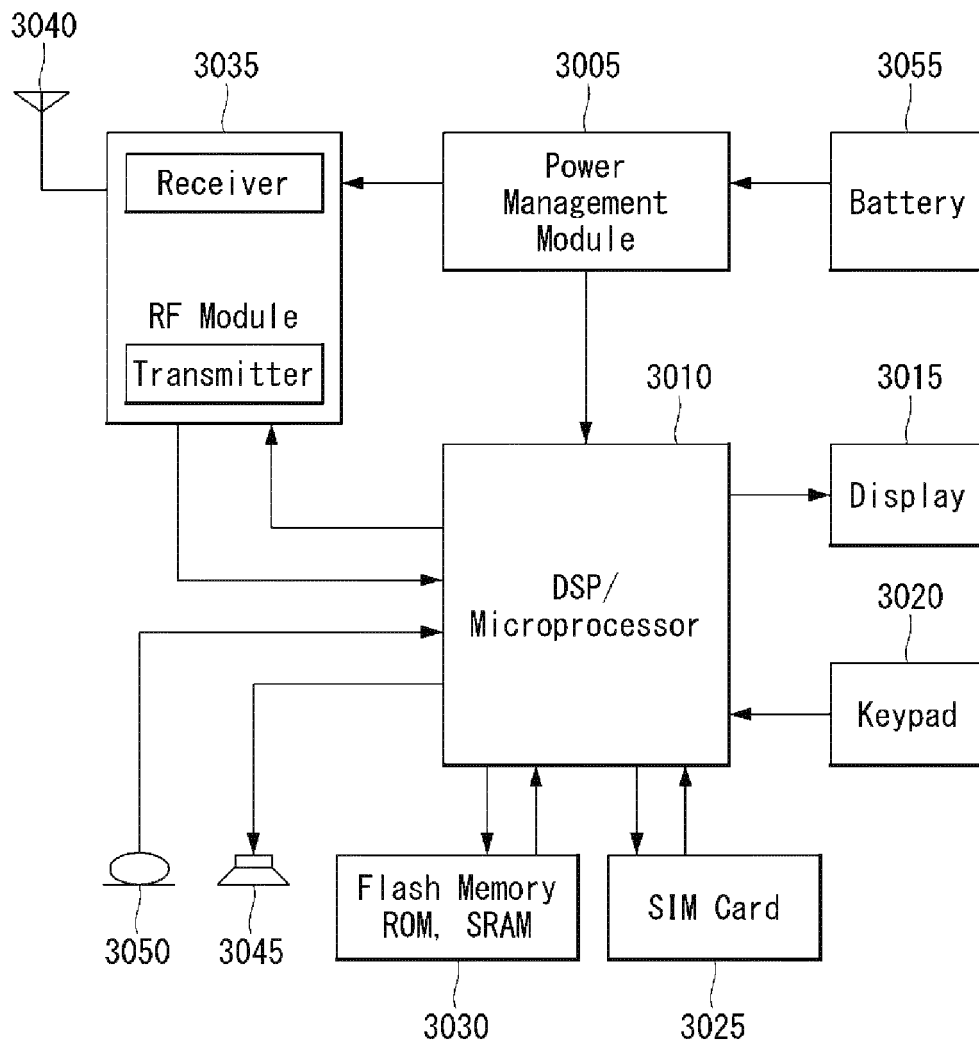 3040
3035
3005
3055
Receiver
RF Module
Transmitter
Power
Management
Module
Battery
3010
3015
DSP/
Microprocessor
Display
3020
Keypad
3050
3045
Flash Memory
ROM, SRAM
SIM Card
3030
3025